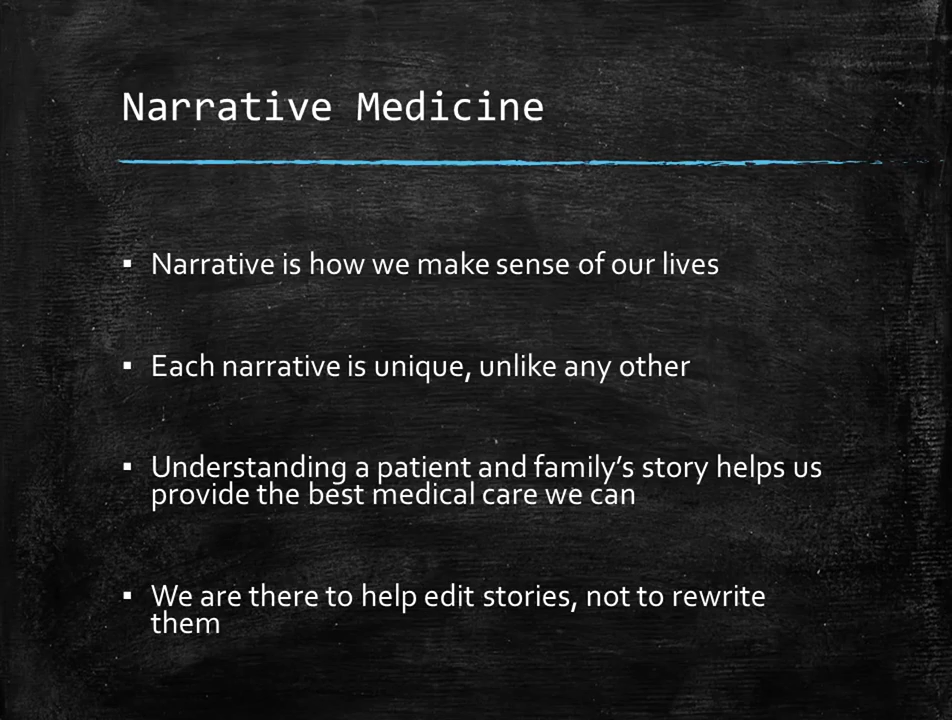 Narrative Medicine
▪ Narrative is how we make sense of our lives
▪ Each narrative is unique, unlike any other
▪ Understanding a patient and family’s story helps us
provide the best medical care we can
▪ We are there to help edit stories, not to rewrite
them